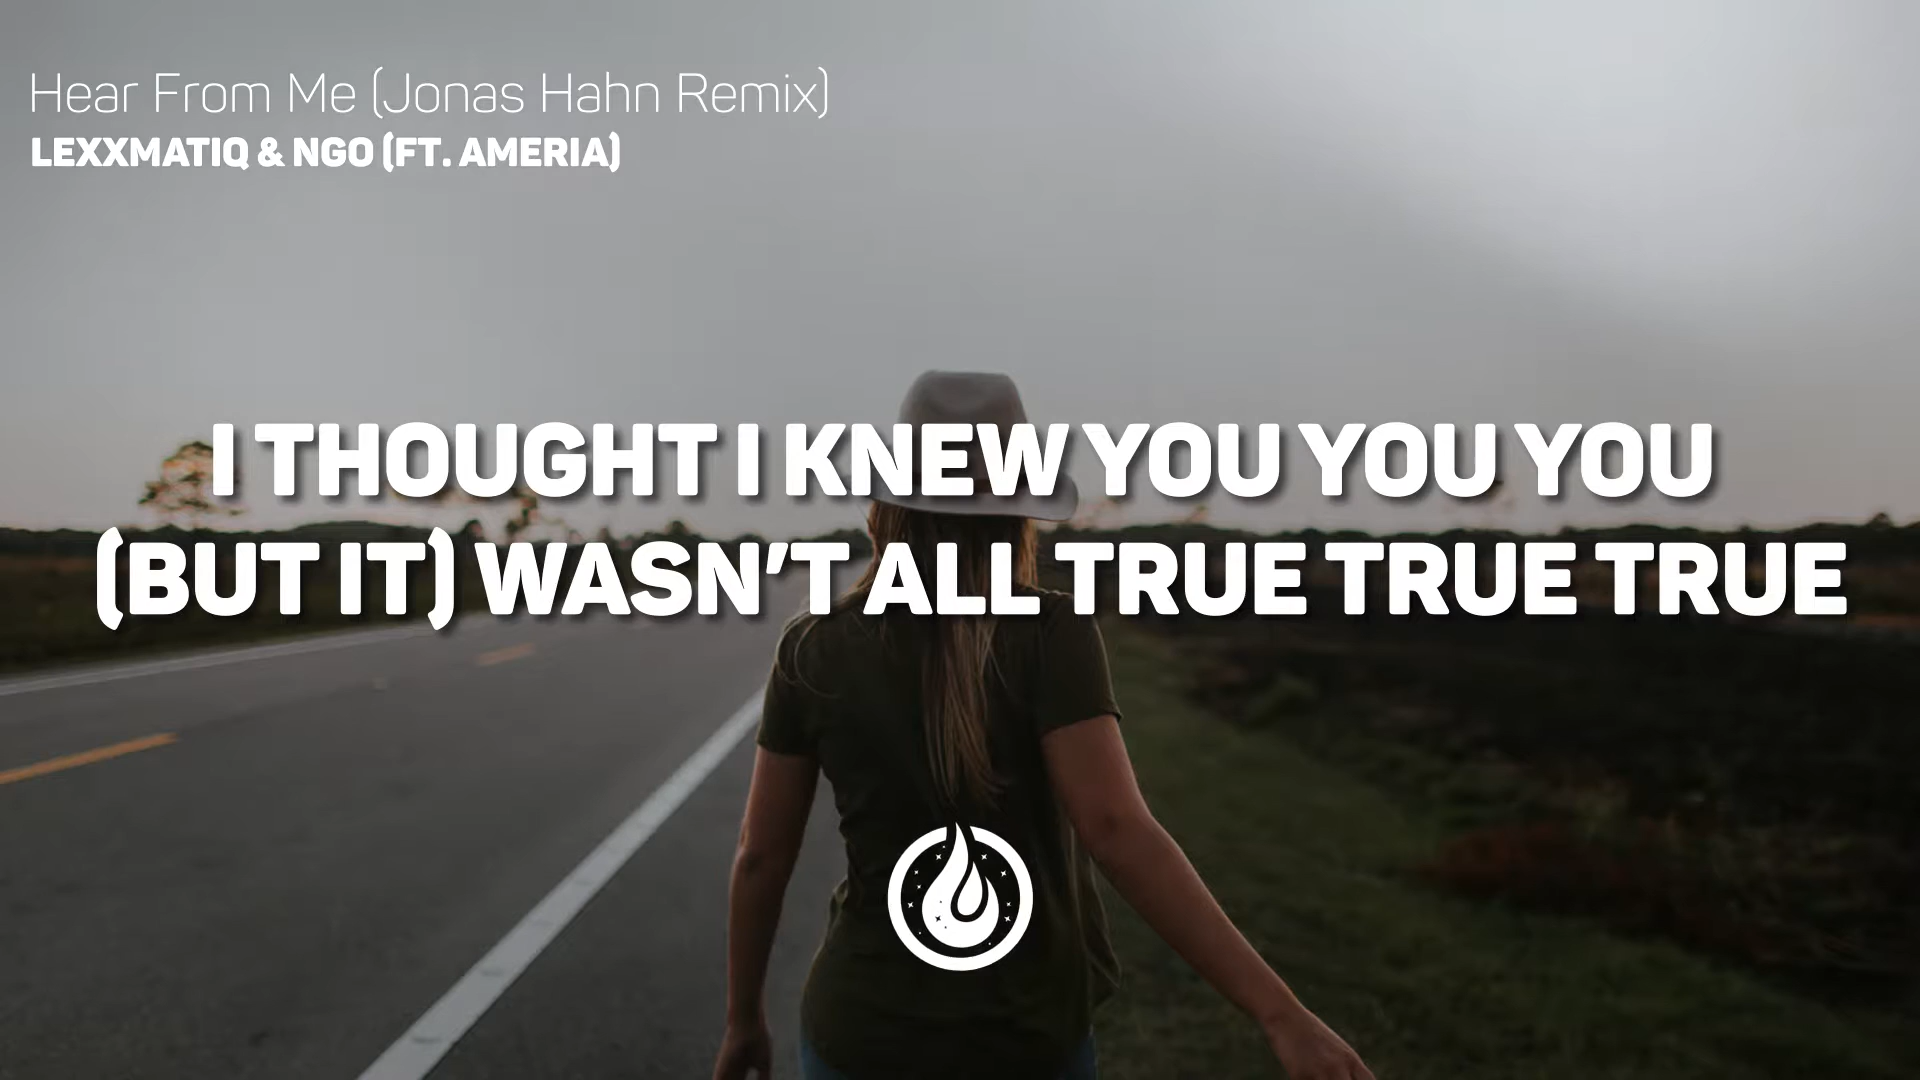 Hear From Me (Jonas Hahn Remix)
LEXXMATIQ & NGO (FT. AMERIA)
I THOUGHT I KNEW YOU YOU YOU
(BUT IT) WASN'T ALL TRUE TRUE TRUE